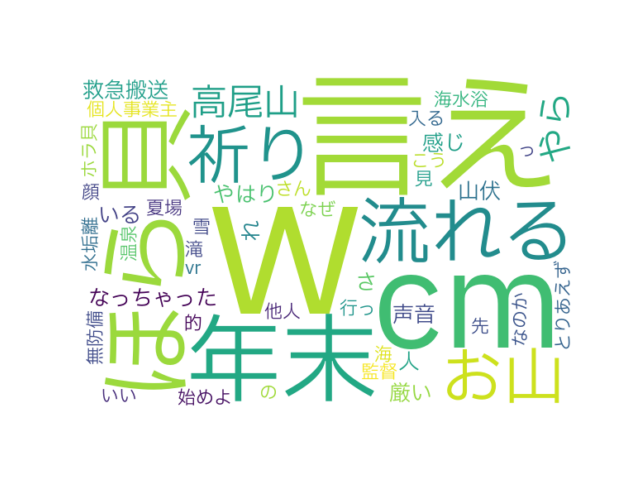 救急搬送
個人事業主
高尾山
言え
海水浴
ホラ貝
貝
祈り
入る
っ
感じ
こう
やら
顔
やはり
さん
見
山伏
いる
夏場
なぜ
流れる
水垢離
温泉
雪
れ
w
滝
vr
ほら
cm
なっちゃった
さ
とりあえず
的
他人
行っ
声音
先
なのか
無防備
年末
海
人
お山
監督
いい
始めよ
の
厳い